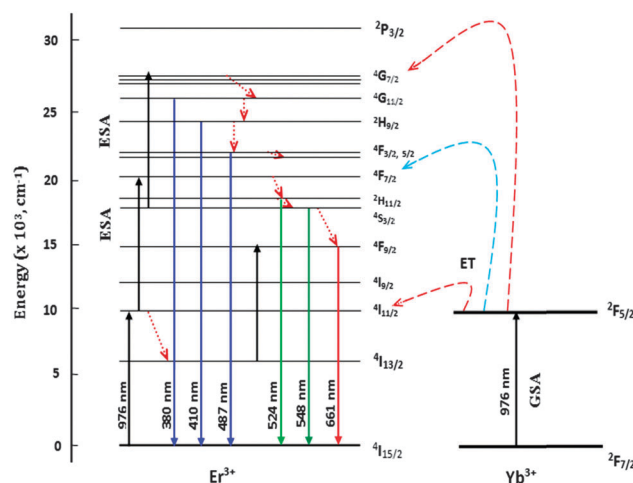 Energy (x 10³, cm⁻¹)
30
25
20
15
10
5
0
ESA
ESA
²P₃/₂
⁴G₇/₂
⁴G₁₁/₂
²H₉/₂
⁴F₃/₂, ₅/₂
⁴F₇/₂
²H₁₁/₂
⁴S₃/₂
⁴F₉/₂
⁴I₉/₂
⁴I₁₁/₂
⁴I₁₃/₂
⁴I₁₅/₂
976 nm
380 nm
410 nm
487 nm
524 nm
548 nm
661 nm
Er³⁺
ET
²F₅/₂
976 nm
GSA
²F₇/₂
Yb³⁺